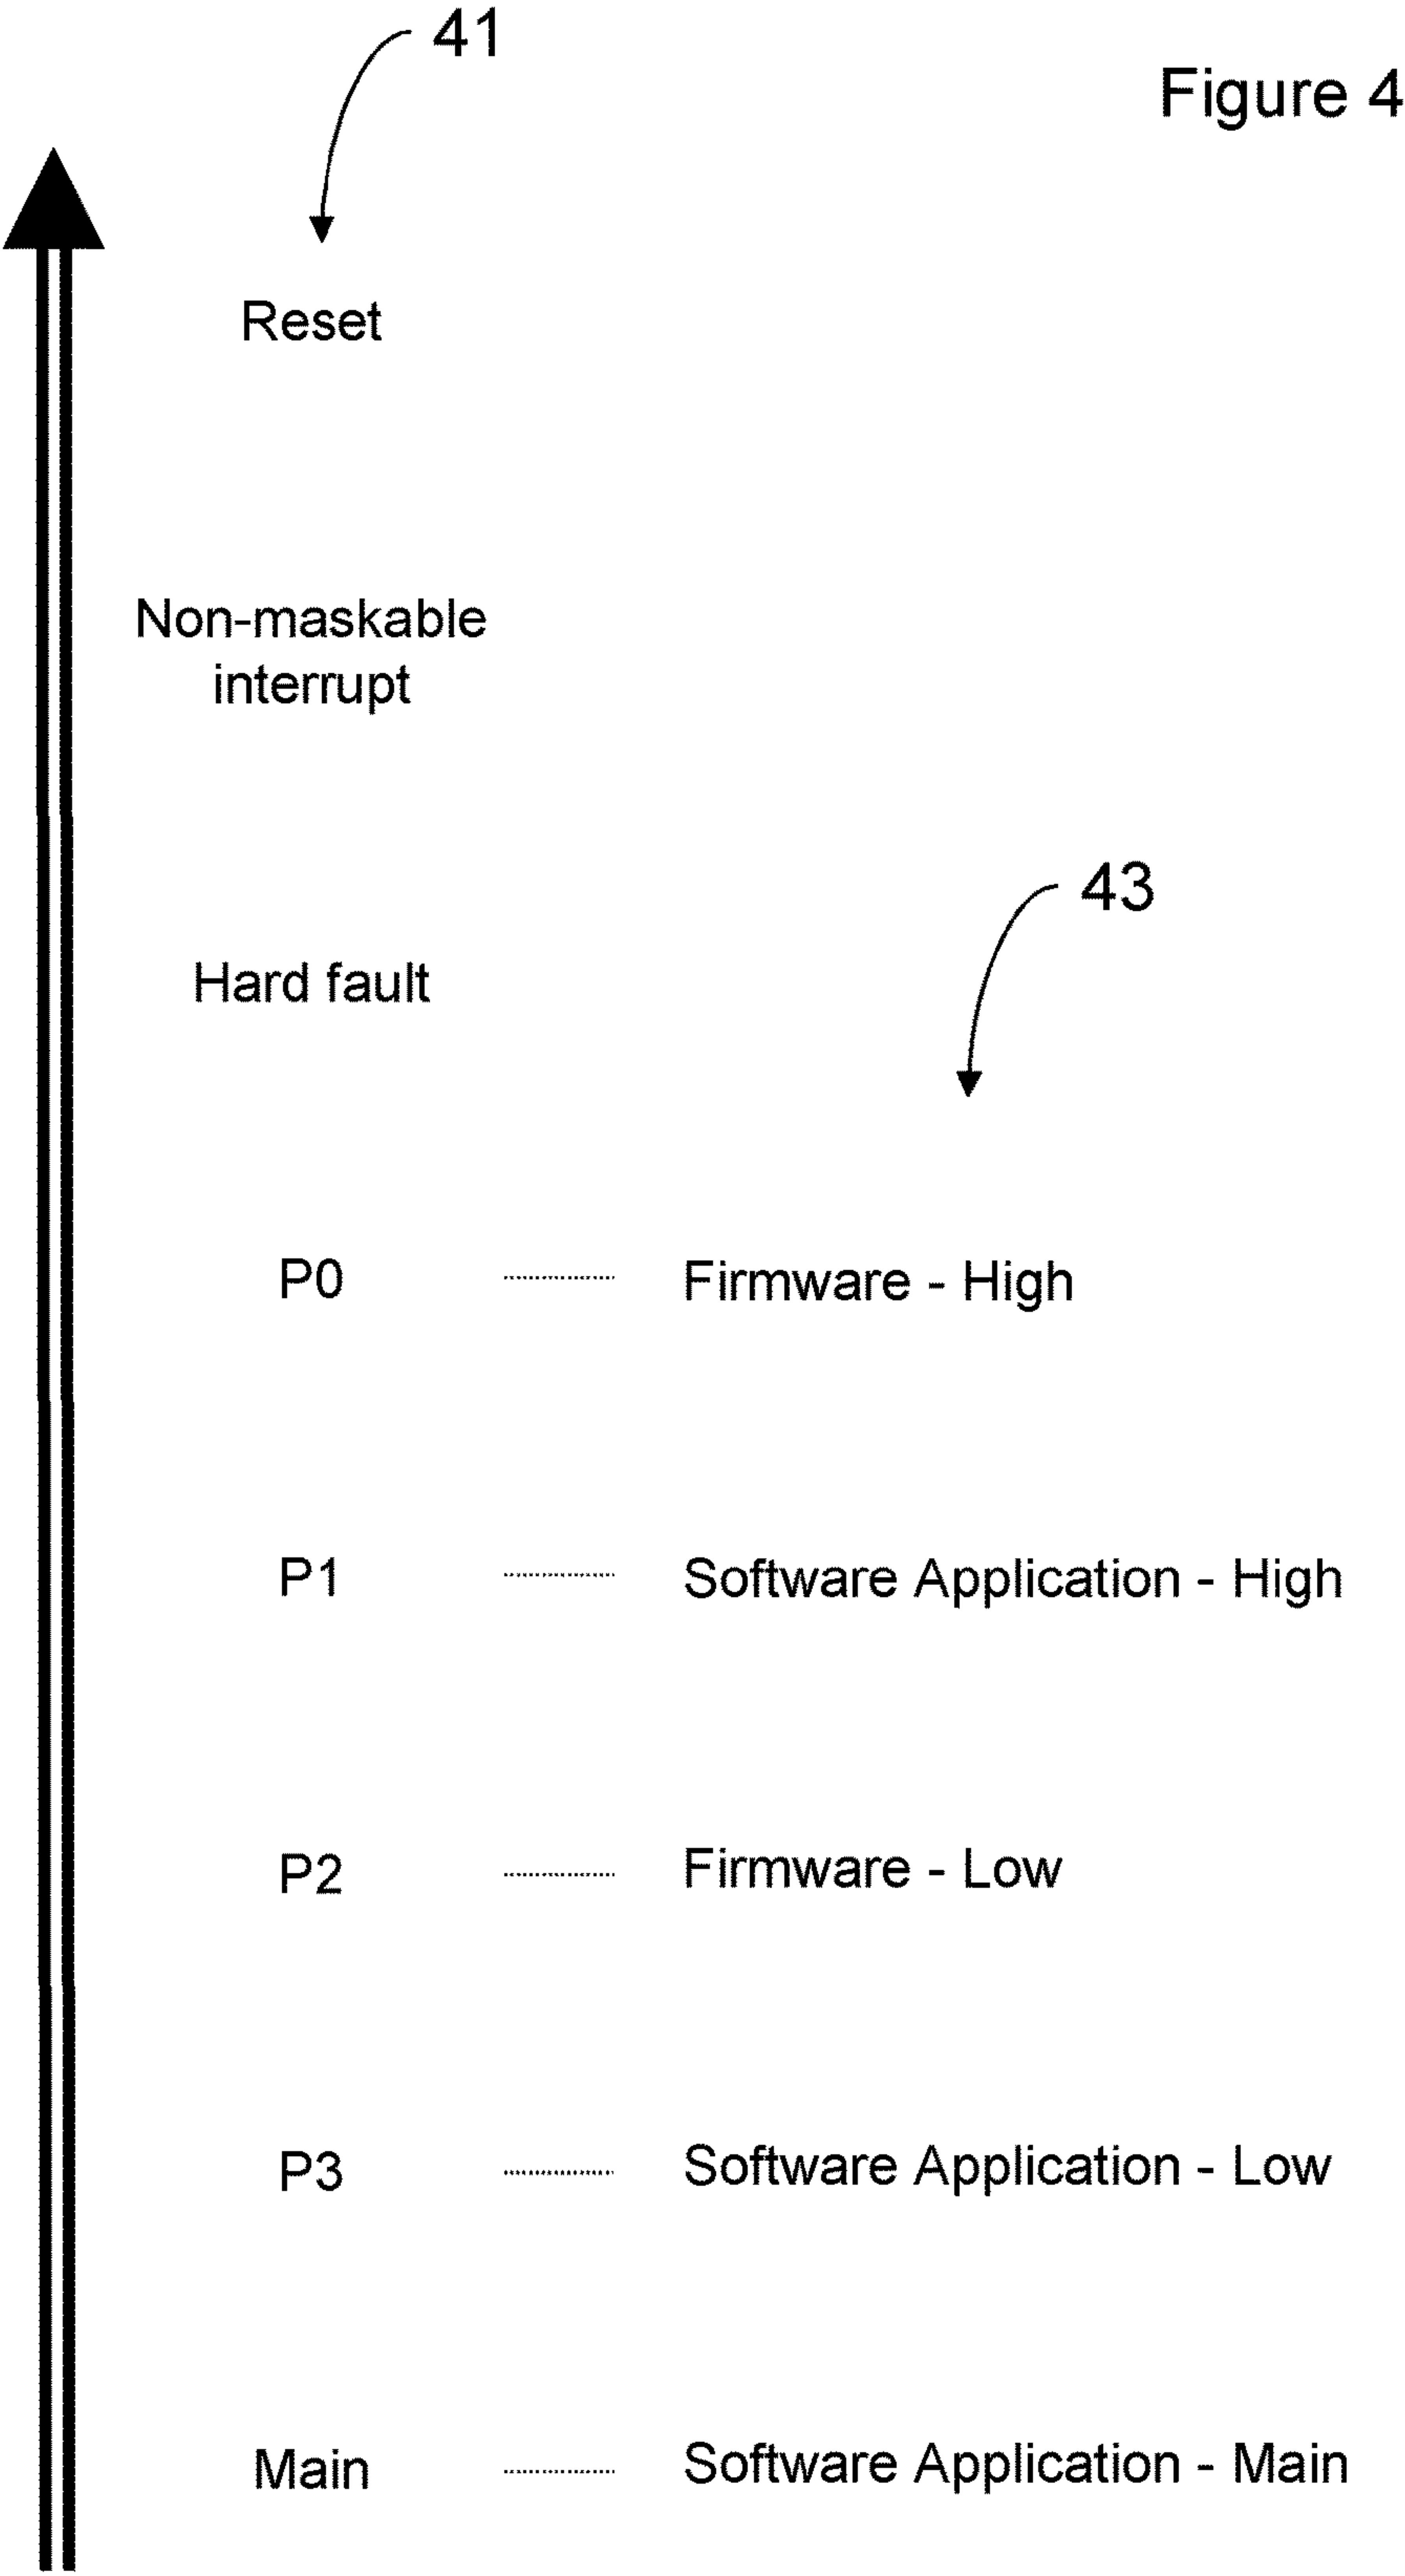 41
Figure 4
Reset
Non-maskable
interrupt
43
Hard fault
P0 Firmware - High
P1 Software Application - High
P2 Firmware - Low
P3 Software Application - Low
Main Software Application - Main